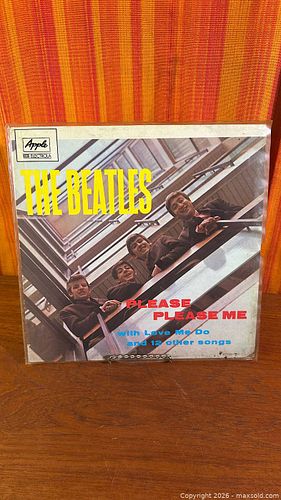 Apple
EMI ELECTROLA
THE BEATLES
PLEASE
PLEASE ME
with Love Me Do
and 12 other songs
Copyright 2026 - maxsold.com